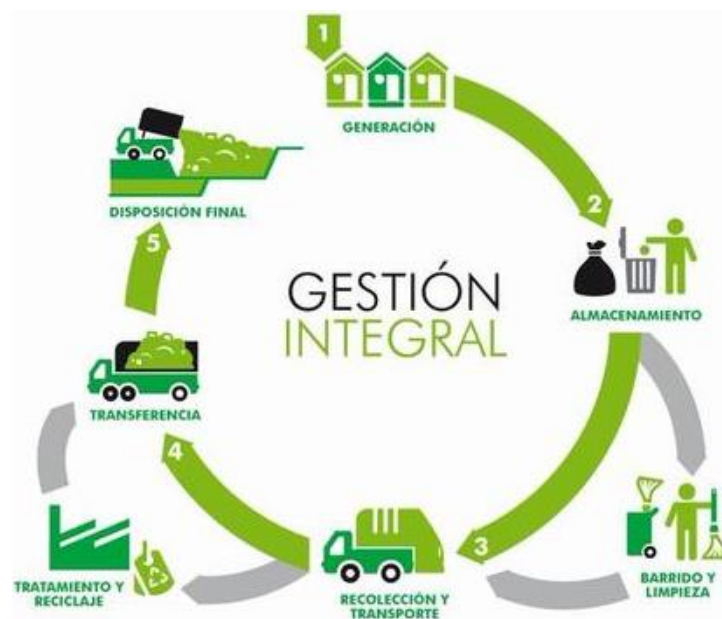 1
GENERACIÓN
2
ALMACENAMIENTO
BARRIDO Y
LIMPIEZA
3
RECOLECCIÓN Y
TRANSPORTE
TRATAMIENTO Y
RECICLAJE
4
TRANSFERENCIA
5
DISPOSICIÓN FINAL
GESTIÓN
INTEGRAL